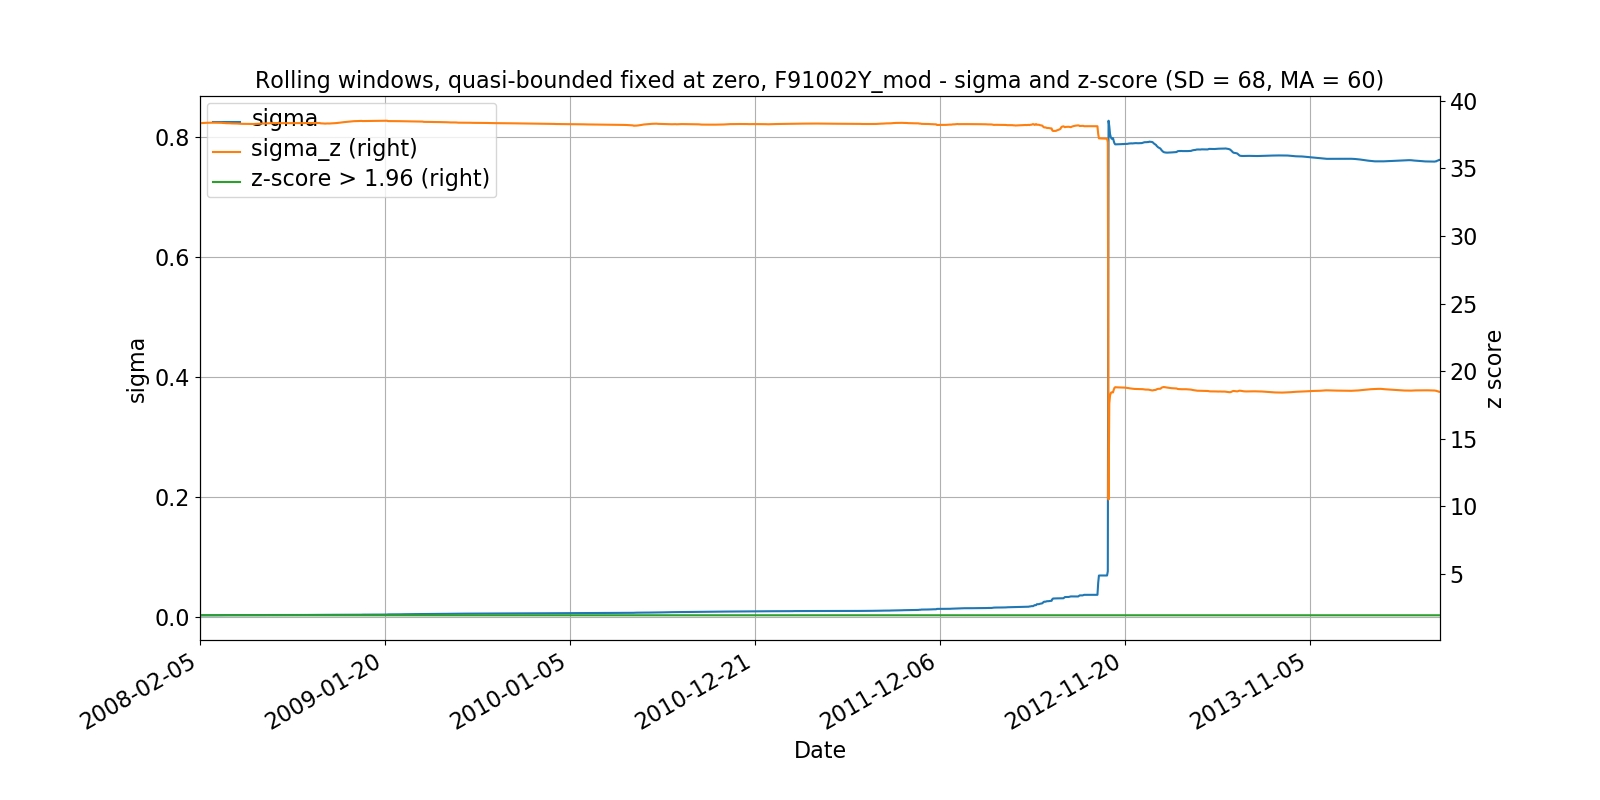 Rolling windows, quasi-bounded fixed at zero, F91002Y_mod - sigma and z-score (SD = 68, MA = 60)
sigma
sigma_z (right)
z-score > 1.96 (right)
0.8
0.6
0.4
0.2
0.0
sigma
40
35
30
25
20
15
10
5
z score
2008-02-05
2009-01-20
2010-01-05
2010-12-21
2011-12-06
2012-11-20
2013-11-05
Date